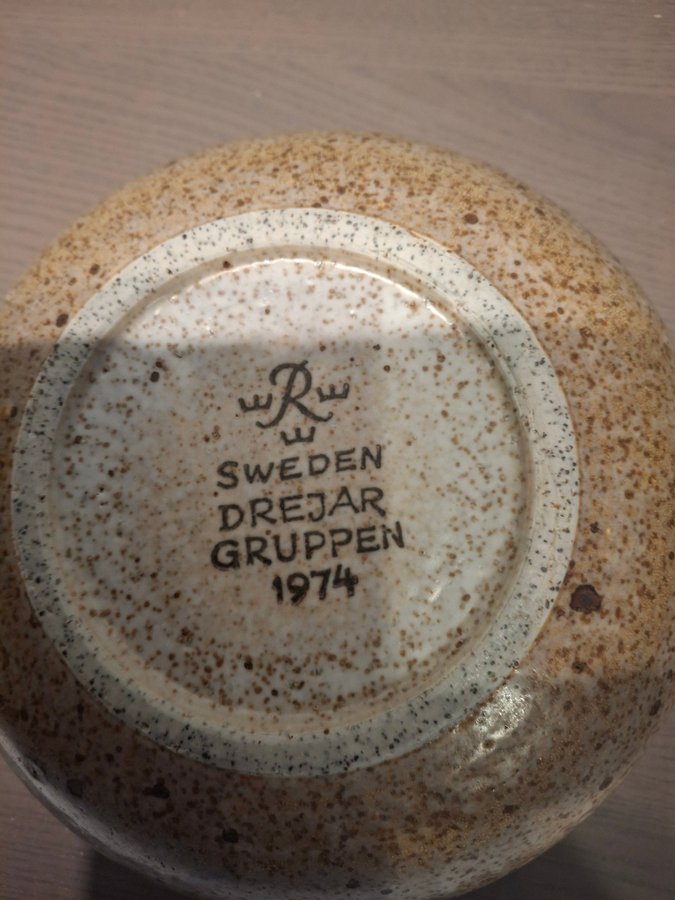 R
SWEDEN
DREJAR
GRUPPEN
1974